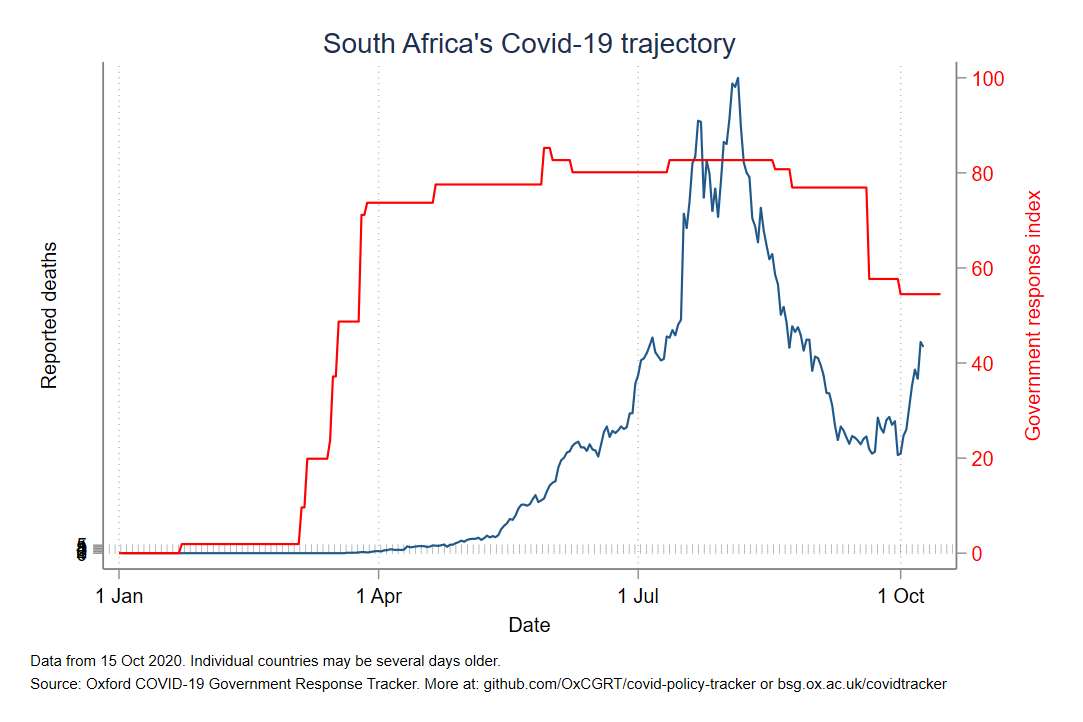 South Africa's Covid-19 trajectory
100
80
60
40
20
0
Government response index
Reported deaths
5
0
1 Jan
1 Apr
1 Jul
1 Oct
Date
Data from 15 Oct 2020. Individual countries may be several days older.
Source: Oxford COVID-19 Government Response Tracker. More at: github.com/OxCGRT/covid-policy-tracker or bsg.ox.ac.uk/covidtracker